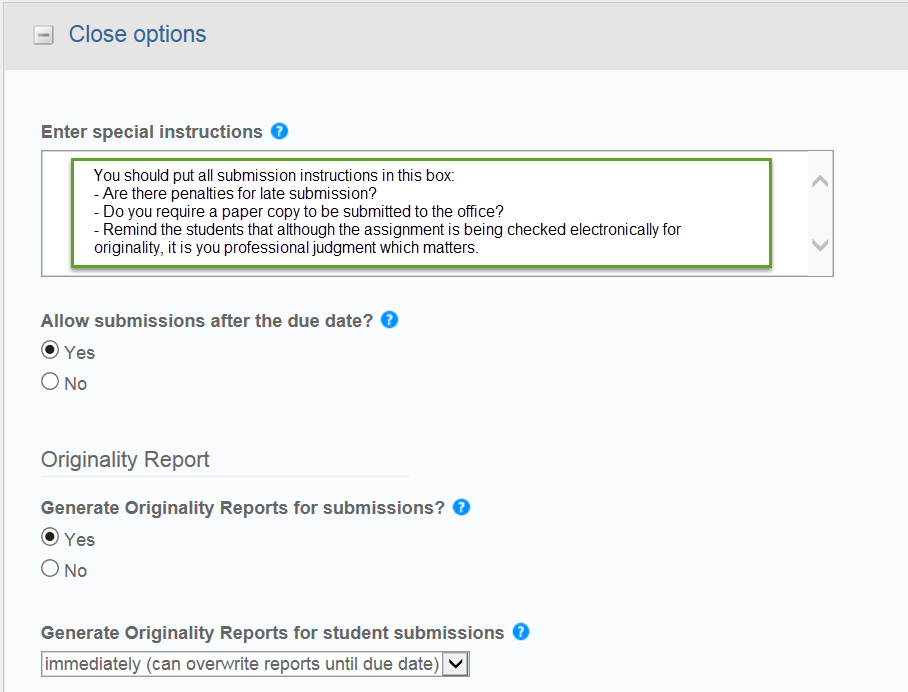 Close options
Enter special instructions ?
You should put all submission instructions in this box:
- Are there penalties for late submission?
- Do you require a paper copy to be submitted to the office?
- Remind the students that although the assignment is being checked electronically for
originality, it is you professional judgment which matters.
Allow submissions after the due date? ?
Yes
No
Originality Report
Generate Originality Reports for submissions? ?
Yes
No
Generate Originality Reports for student submissions ?
immediately (can overwrite reports until due date)